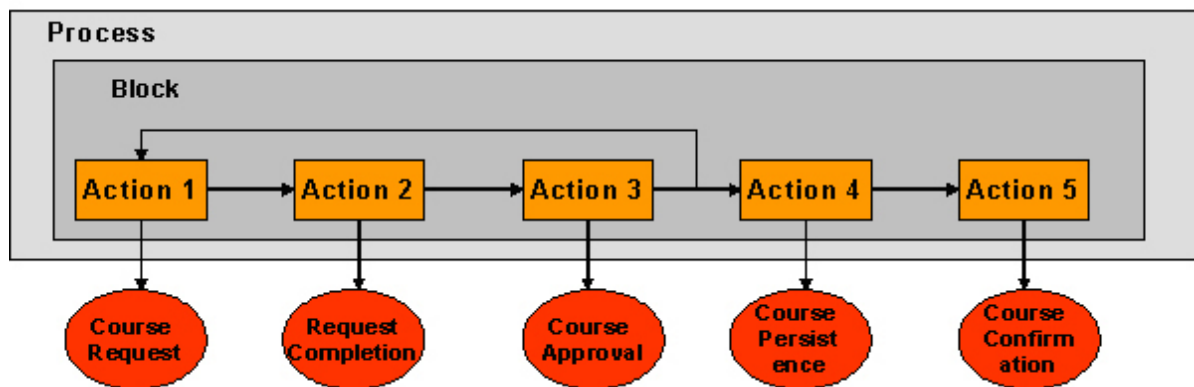 Process
Block
Action 1
Action 2
Action 3
Action 4
Action 5
Course
Request
Request
Completion
Course
Approval
Course
Persist
ence
Course
Confirm
ation